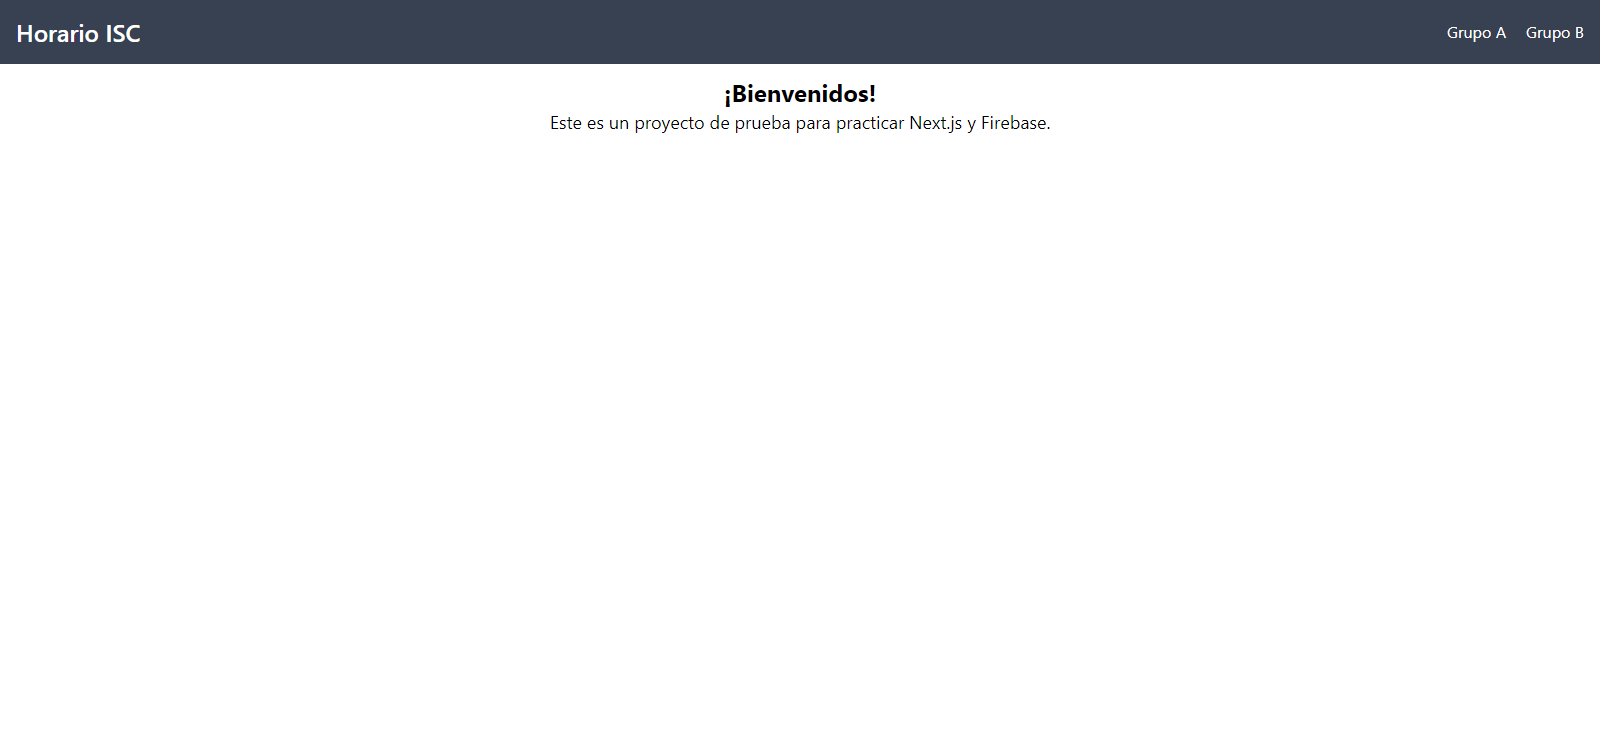 Horario ISC
Grupo A
Grupo B
¡Bienvenidos!
Este es un proyecto de prueba para practicar Next.js y Firebase.